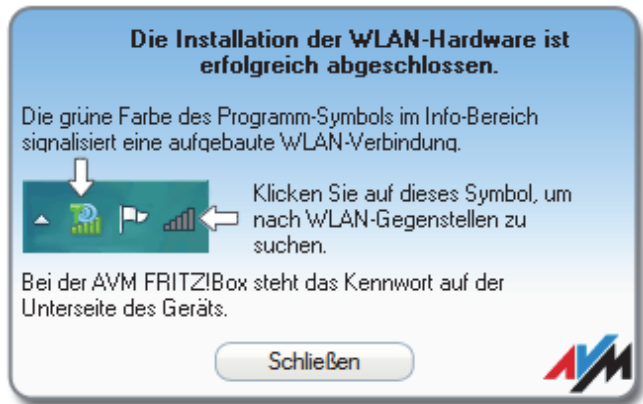 Die Installation der WLAN-Hardware ist
erfolgreich abgeschlossen.
Die grüne Farbe des Programm-Symbols im Info-Bereich
signalisiert eine aufgebaute WLAN-Verbindung.
Klicken Sie auf dieses Symbol, um
nach WLAN-Gegenstellen zu
suchen.
Bei der AVM FRITZ!Box steht das Kennwort auf der
Unterseite des Geräts.
Schließen
AVM